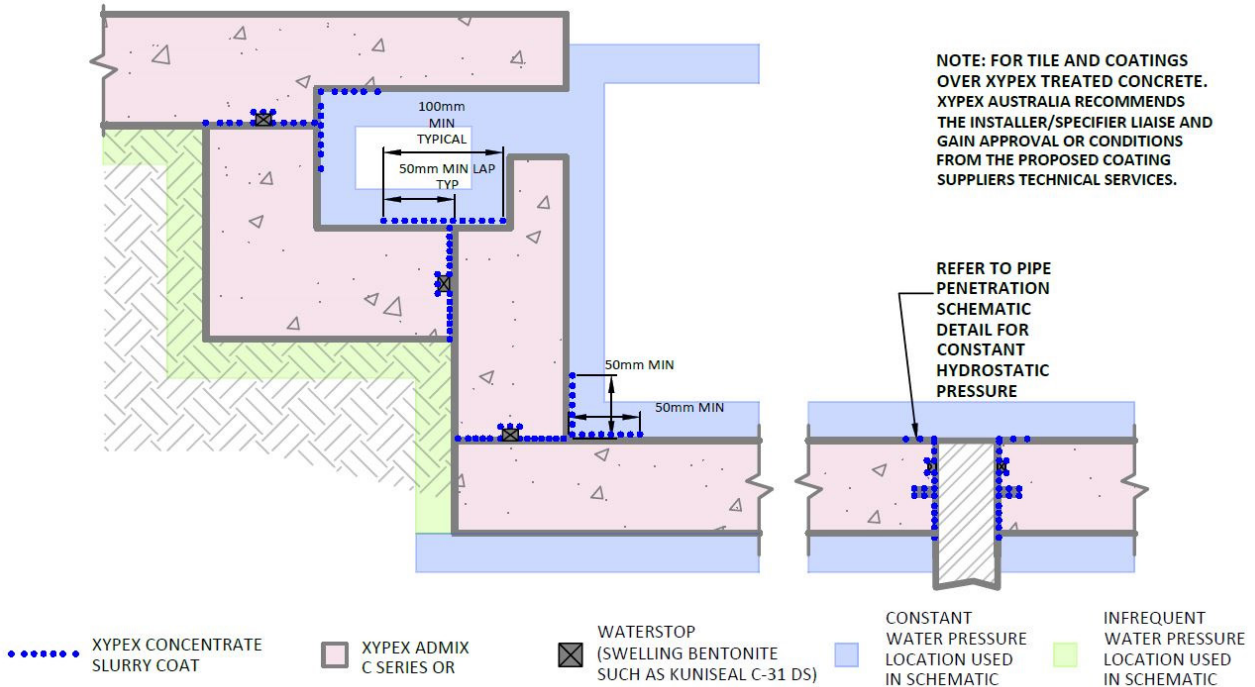 NOTE: FOR TILE AND COATINGS
OVER XYPEX TREATED CONCRETE.
XYPEX AUSTRALIA RECOMMENDS
THE INSTALLER/SPECIFIER LIAISE AND
GAIN APPROVAL OR CONDITIONS
FROM THE PROPOSED COATING
SUPPLIERS TECHNICAL SERVICES.
100mm
MIN
TYPICAL
50mm MIN LAP
TYP
REFER TO PIPE
PENETRATION
SCHEMATIC
DETAIL FOR
CONSTANT
HYDROSTATIC
PRESSURE
50mm MIN
50mm MIN
XYPEX CONCENTRATE
SLURRY COAT
XYPEX ADMIX
C SERIES OR
WATERSTOP
(SWELLING BENTONITE
SUCH AS KUNISEAL C-31 DS)
CONSTANT
WATER PRESSURE
LOCATION USED
IN SCHEMATIC
INFREQUENT
WATER PRESSURE
LOCATION USED
IN SCHEMATIC